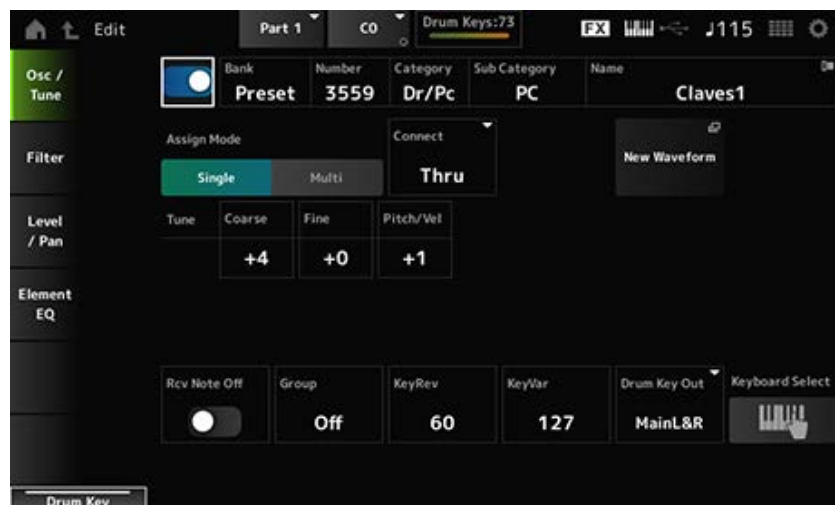 Edit
Part 1
C0
Drum Keys:73
FX
♩115
Osc /
Tune
Bank
Preset
Number
3559
Category
Dr/Pc
Sub Category
PC
Name
Claves1
Filter
Assign Mode
Single
Multi
Connect
Thru
New Waveform
Level
/ Pan
Tune
Coarse
+4
Fine
+0
Pitch/Vel
+1
Element
EQ
Rcv Note Off
Group
Off
KeyRev
60
KeyVar
127
Drum Key Out
MainL&R
Keyboard Select
Drum Key